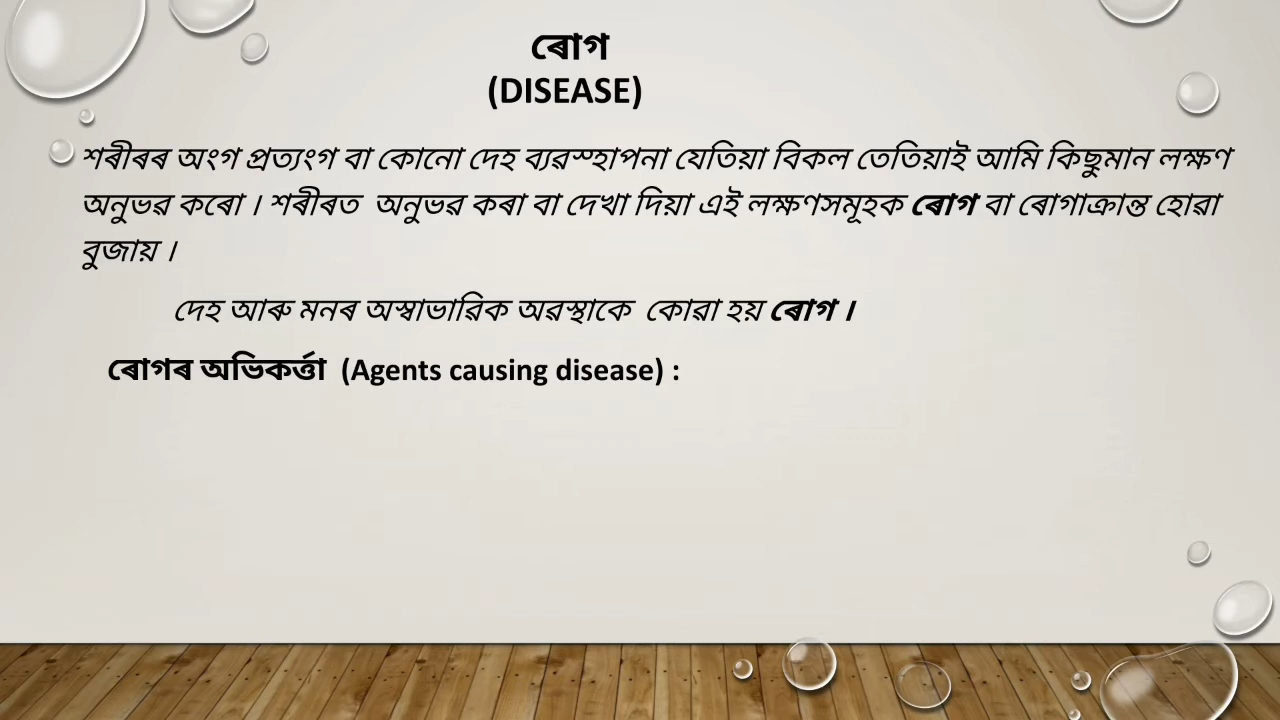 ৰোগ
(DISEASE)
শৰীৰৰ অংগ প্ৰত্যংগ বা কোনো দেহ ব্যৱস্হাপনা যেতিয়া বিকল তেতিয়াই আমি কিছুমান লক্ষণ
অনুভৱ কৰো । শৰীৰত অনুভৱ কৰা বা দেখা দিয়া এই লক্ষণসমূহক ৰোগ বা ৰোগাক্ৰান্ত হোৱা
বুজায় ।
দেহ আৰু মনৰ অস্বাভাৱিক অৱস্থাকে কোৱা হয় ৰোগ ।
ৰোগৰ অভিকৰ্ত্তা (Agents causing disease) :